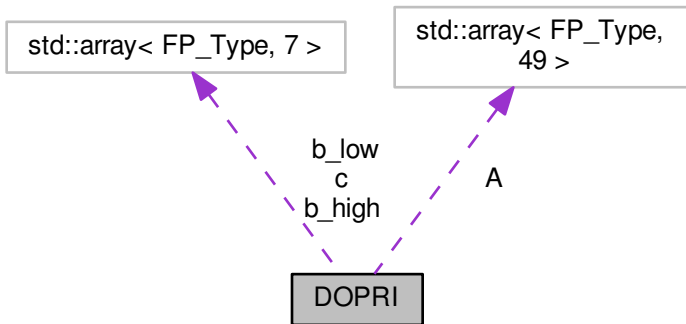 std::array< FP_Type, 7 >
std::array< FP_Type,
49 >
b_low
c
b_high
A
DOPRI